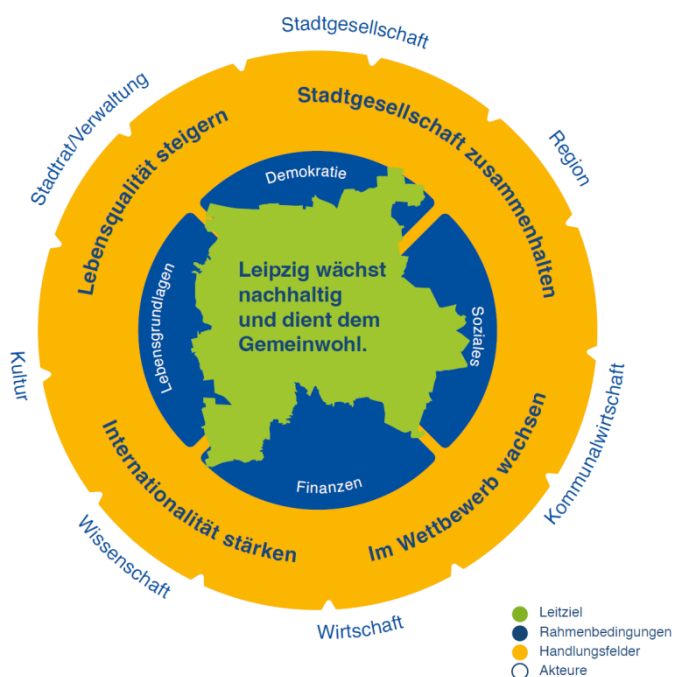 Stadtgesellschaft
Stadtrat/Verwaltung
Region
Kultur
Kommunalwirtschaft
Wissenschaft
Wirtschaft
Lebensqualität steigern
Stadtgesellschaft zusammenhalten
Internationalität stärken
Im Wettbewerb wachsen
Demokratie
Lebensgrundlagen
Soziales
Finanzen
Leipzig wächst
nachhaltig
und dient dem
Gemeinwohl.
Leitziel
Rahmenbedingungen
Handlungsfelder
Akteure